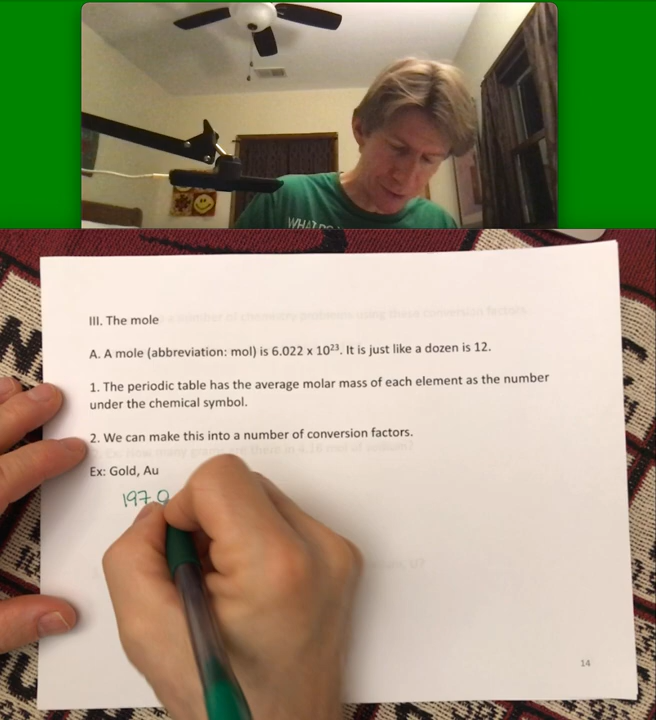 WHAT DO
III. The mole
A. A mole (abbreviation: mol) is 6.022 x 10²³. It is just like a dozen is 12.
1. The periodic table has the average molar mass of each element as the number
under the chemical symbol.
2. We can make this into a number of conversion factors.
Ex: Gold, Au
197.0
14